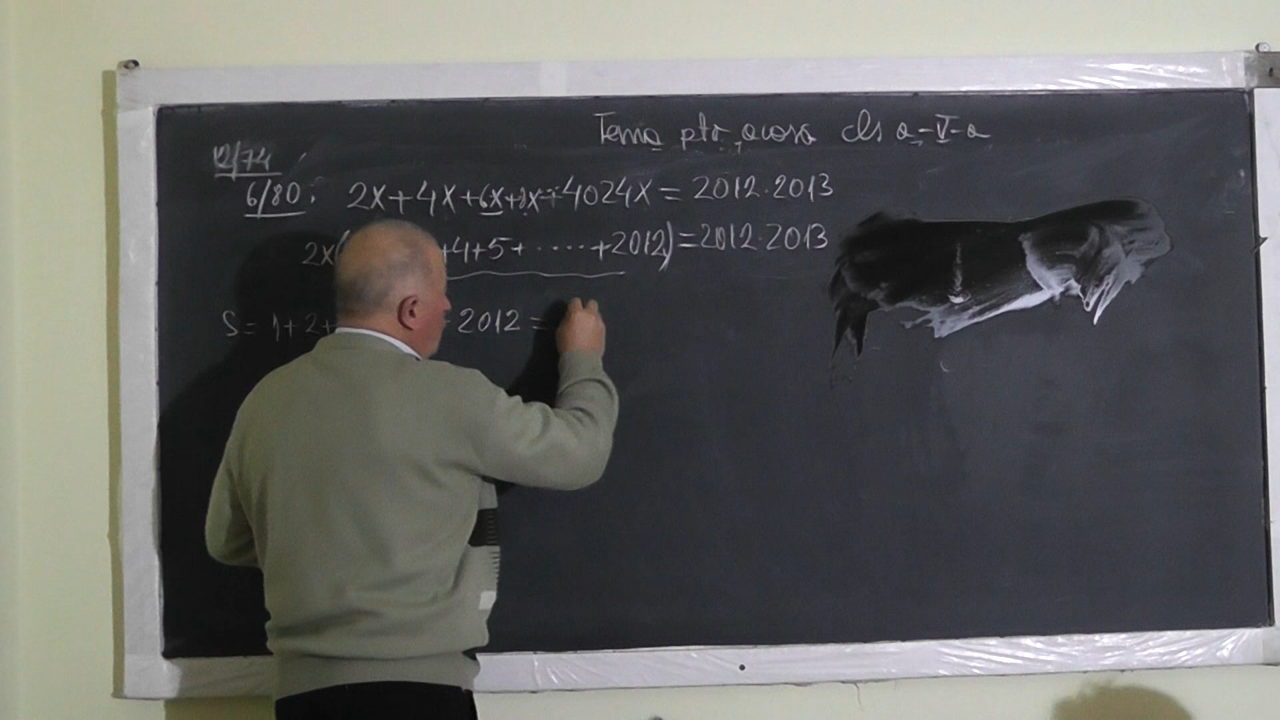 Tema ptr. acasa cls a-V-a
12/74
6/80: 2x+4x+6x+8x+4024x = 2012·2013
2x( +4+5+.....+2012)=2012·2013
S= 1+2+ 2012 =